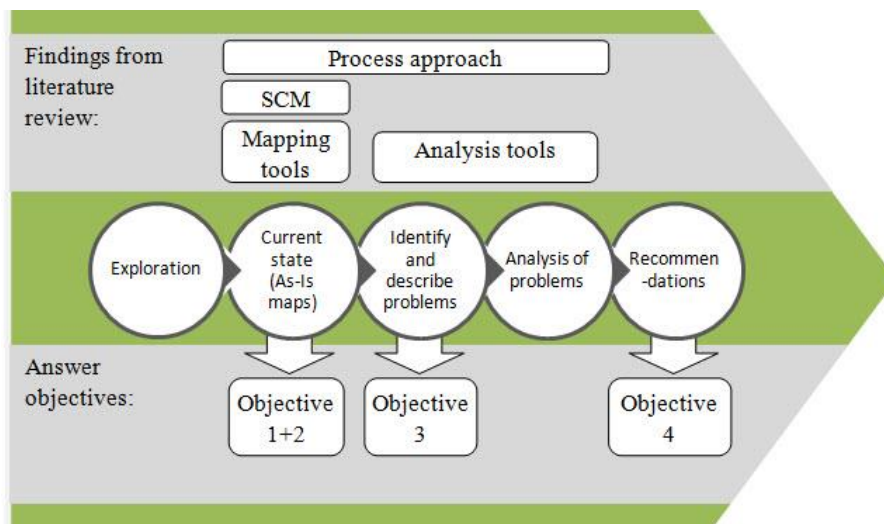 Findings from
literature
review:
Process approach
SCM
Mapping
tools
Analysis tools
Exploration
Current
state
(As-Is
maps)
Identify
and
describe
problems
Analysis of
problems
Recommen
-dations
Answer
objectives:
Objective
1+2
Objective
3
Objective
4